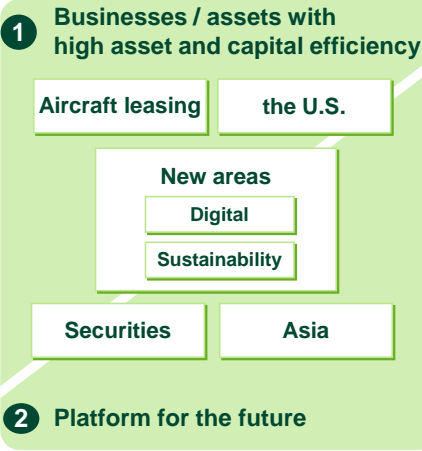 1 Businesses / assets with
high asset and capital efficiency
Aircraft leasing the U.S.
New areas
Digital
Sustainability
Securities Asia
2 Platform for the future